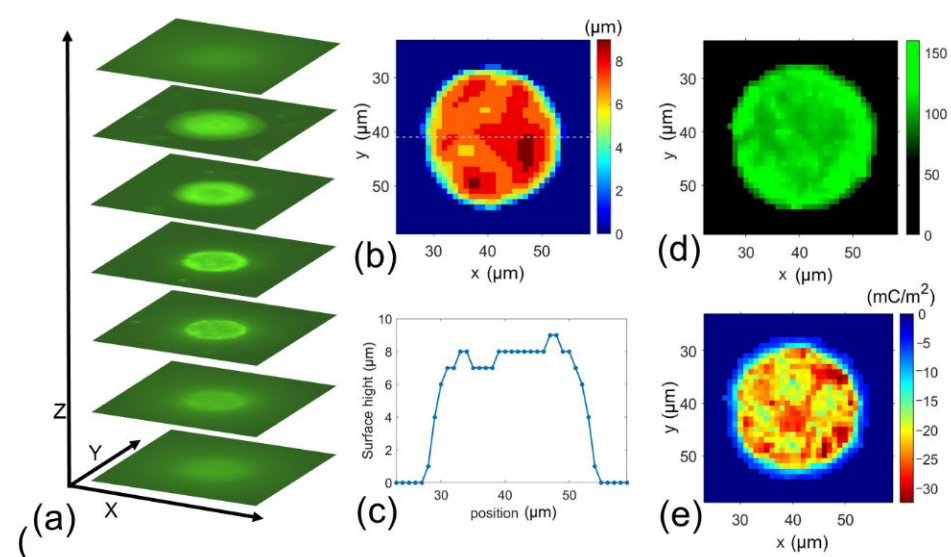 Z
Y
X
(a)
(
(µm)
30
40
50
y (µm)
30 40 50
x (µm)
8
6
4
2
0
(b)
10
8
6
4
2
0
Surface hight (µm)
30 40 50
position (µm)
(c)
30
40
50
y (µm)
30 40 50
x (µm)
150
100
50
0
(d)
(mC/m²)
30
40
50
y (µm)
30 40 50
x (µm)
0
−5
−10
−15
−20
−25
−30
(e)